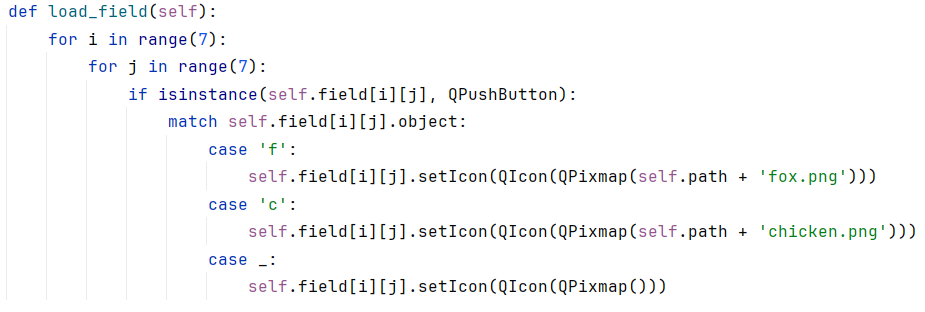 def load_field(self):
    for i in range(7):
        for j in range(7):
            if isinstance(self.field[i][j], QPushButton):
                match self.field[i][j].object:
                    case 'f':
                        self.field[i][j].setIcon(QIcon(QPixmap(self.path + 'fox.png')))
                    case 'c':
                        self.field[i][j].setIcon(QIcon(QPixmap(self.path + 'chicken.png')))
                    case _:
                        self.field[i][j].setIcon(QIcon(QPixmap()))